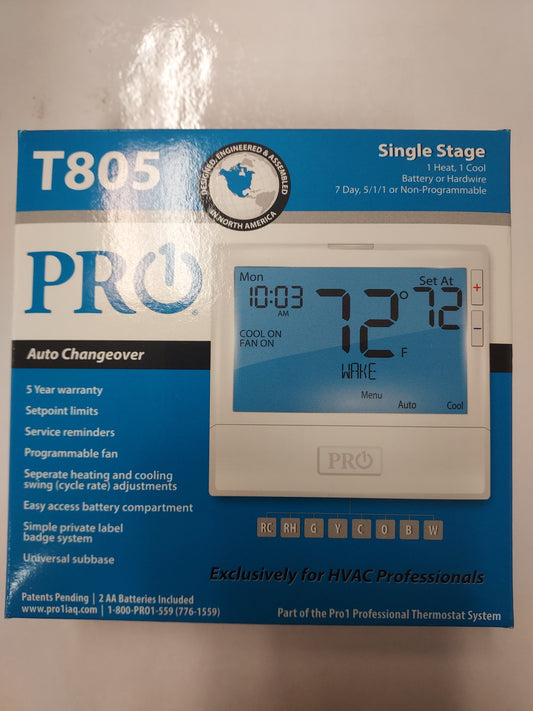 T805
DESIGNED, ENGINEERED & ASSEMBLED
IN NORTH AMERICA
Single Stage
1 Heat, 1 Cool
Battery or Hardwire
7 Day, 5/1/1 or Non-Programmable
PRO1®
Auto Changeover
5 Year warranty
Setpoint limits
Service reminders
Programmable fan
Seperate heating and cooling
swing (cycle rate) adjustments
Easy access battery compartment
Simple private label
badge system
Universal subbase
Mon
10:03
AM
COOL ON
FAN ON
72°
F
Set At
72
+
−
WAKE
Menu
Auto
Cool
PRO1
RC RH G Y C O B W
Exclusively for HVAC Professionals
Patents Pending | 2 AA Batteries Included
www.pro1iaq.com | 1-800-PRO1-559 (776-1559)
Part of the Pro1 Professional Thermostat System